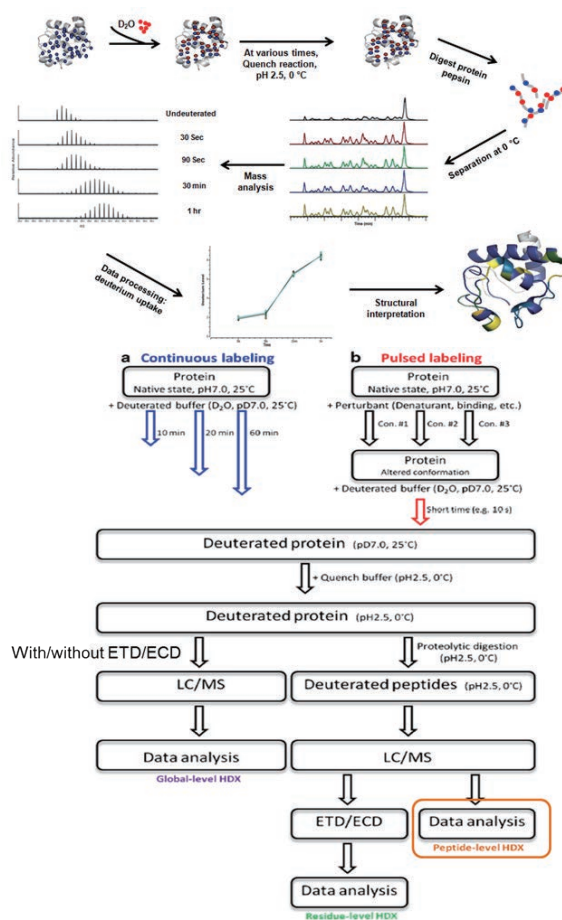 D₂O
At various times,
Quench reaction,
pH 2.5, 0 °C
Digest protein
pepsin
Undeuterated
30 Sec
90 Sec
30 min
1 hr
Mass
analysis
Separation at 0 °C
Time (min)
Data processing:
deuterium uptake
Deuterium Level
Time
Structural
interpretation
a Continuous labeling
Protein
Native state, pH7.0, 25°C
+ Deuterated buffer (D₂O, pD7.0, 25°C)
10 min
20 min
60 min
b Pulsed labeling
Protein
Native state, pH7.0, 25°C
+ Perturbant (Denaturant, binding, etc.)
Con. #1
Con. #2
Con. #3
Protein
Altered conformation
+ Deuterated buffer (D₂O, pD7.0, 25°C)
Short time (e.g. 10 s)
Deuterated protein (pD7.0, 25°C)
+ Quench buffer (pH2.5, 0°C)
Deuterated protein (pH2.5, 0°C)
With/without ETD/ECD
Proteolytic digestion
(pH2.5, 0°C)
LC/MS
Deuterated peptides (pH2.5, 0°C)
Data analysis
Global-level HDX
LC/MS
ETD/ECD
Data analysis
Peptide-level HDX
Data analysis
Residue-level HDX